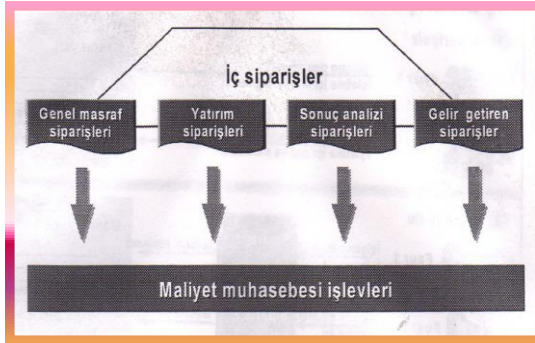 İç siparişler
Genel masraf
siparişleri
Yatırım
siparişleri
Sonuç analizi
siparişleri
Gelir getiren
siparişler
Maliyet muhasebesi işlevleri